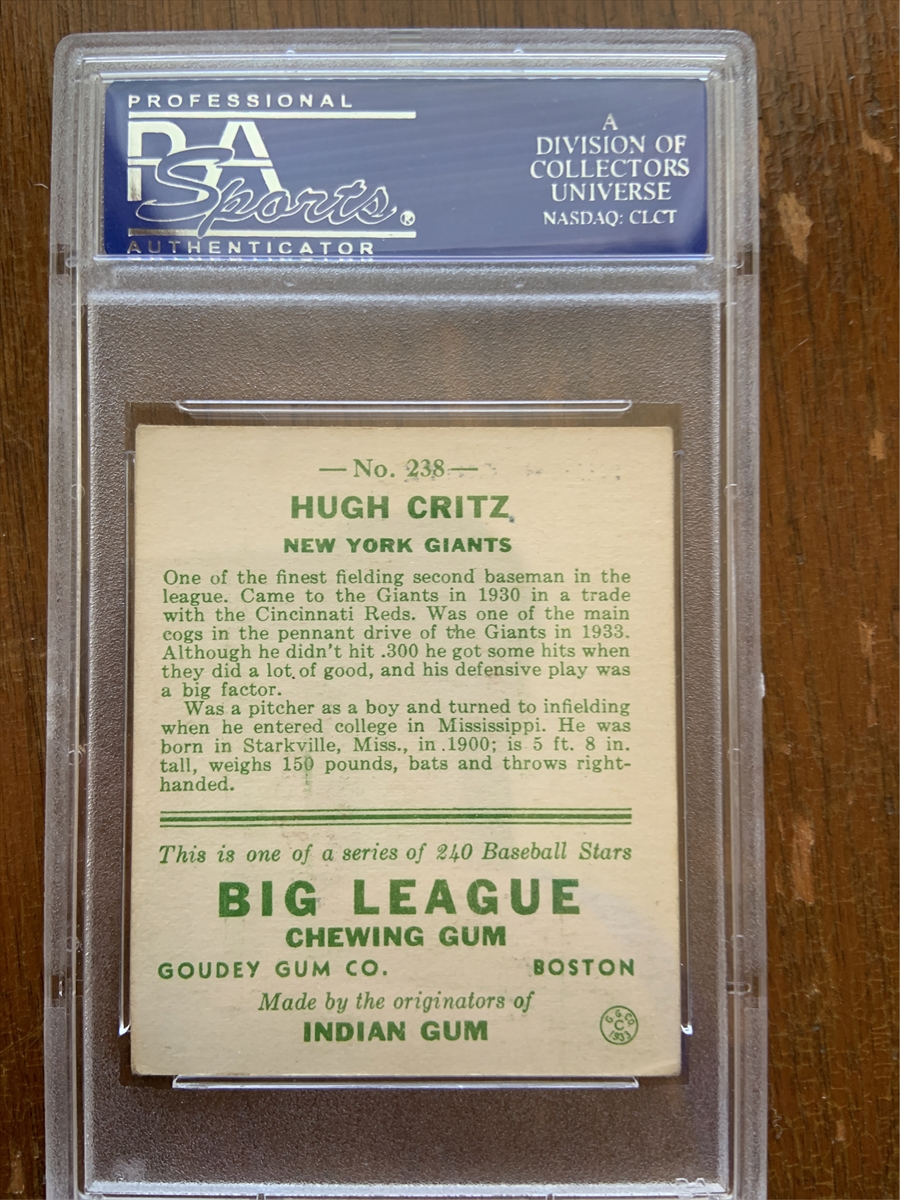 PROFESSIONAL
PSA
Sports®
AUTHENTICATOR
A
DIVISION OF
COLLECTORS
UNIVERSE
NASDAQ: CLCT
— No. 238 —
HUGH CRITZ
NEW YORK GIANTS
One of the finest fielding second baseman in the
league. Came to the Giants in 1930 in a trade
with the Cincinnati Reds. Was one of the main
cogs in the pennant drive of the Giants in 1933.
Although he didn't hit .300 he got some hits when
they did a lot of good, and his defensive play was
a big factor.
Was a pitcher as a boy and turned to infielding
when he entered college in Mississippi. He was
born in Starkville, Miss., in 1900; is 5 ft. 8 in.
tall, weighs 150 pounds, bats and throws right-
handed.
This is one of a series of 240 Baseball Stars
BIG LEAGUE
CHEWING GUM
GOUDEY GUM CO. BOSTON
Made by the originators of
INDIAN GUM
G. G. CO.
C
1933